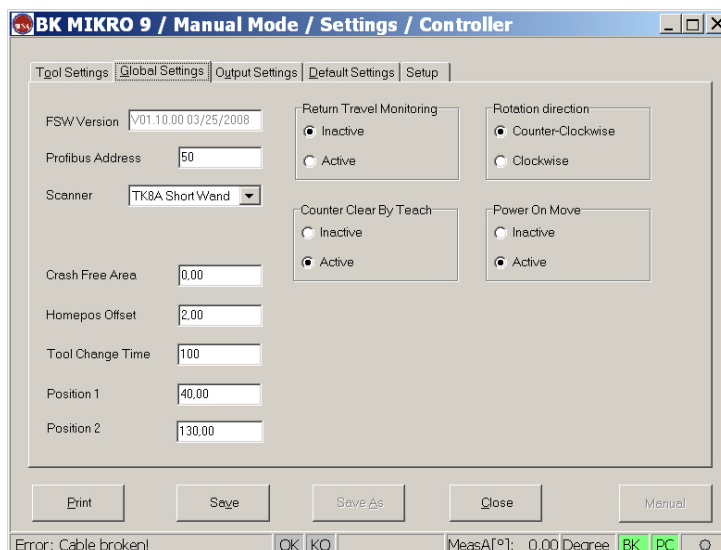 BK MIKRO 9 / Manual Mode / Settings / Controller
Tool Settings Global Settings Output Settings Default Settings Setup
FSW Version V01.10.00 03/25/2008
Profibus Address 50
Scanner TK8A Short Wand
Crash Free Area 0,00
Homepos Offset 2,00
Tool Change Time 100
Position 1 40,00
Position 2 130,00
Return Travel Monitoring
Inactive
Active
Rotation direction
Counter-Clockwise
Clockwise
Counter Clear By Teach
Inactive
Active
Power On Move
Inactive
Active
Print Save Save As Close Manual
Error: Cable broken! OK KO MeasA[°]: 0.00 Degree BK PC